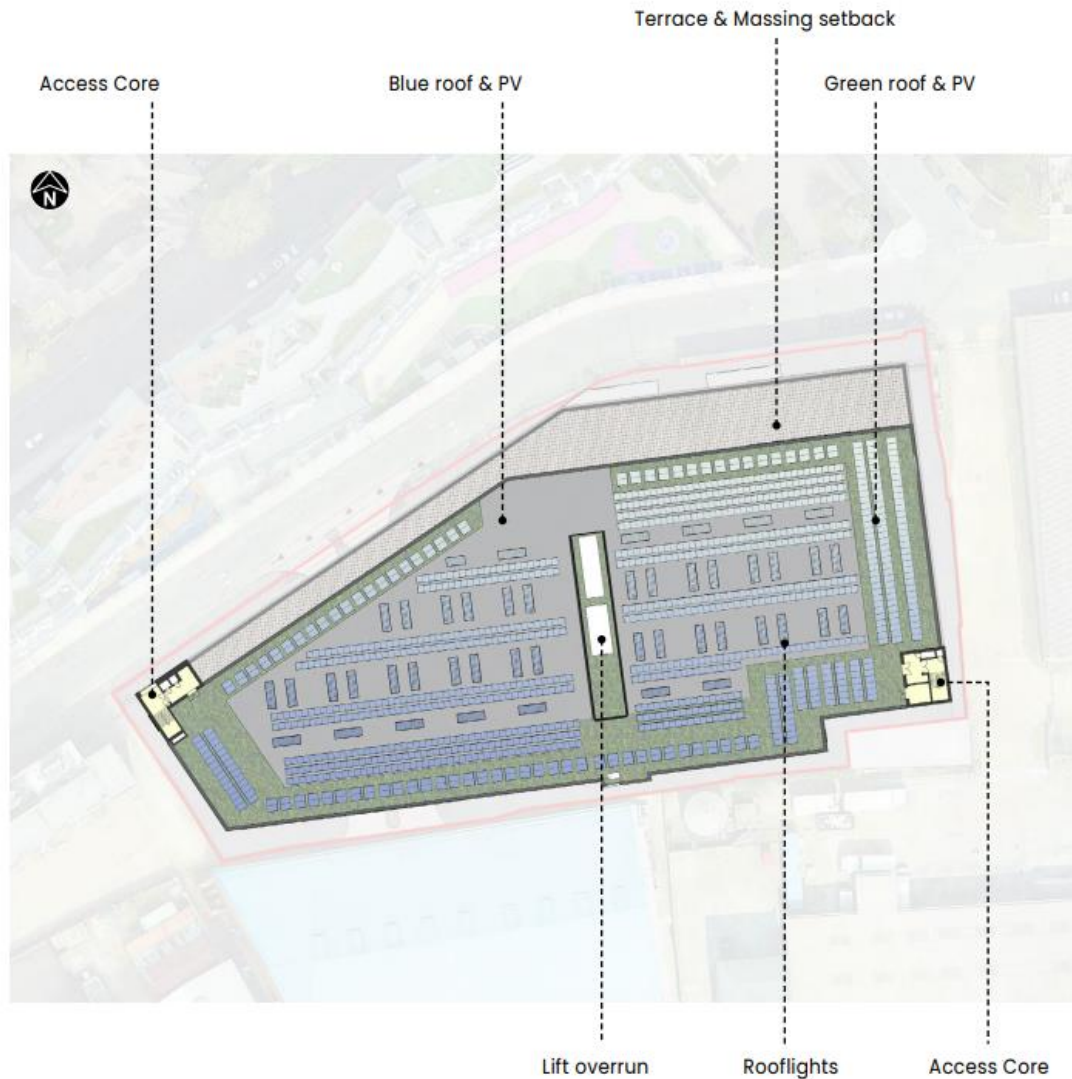 Terrace & Massing setback
Access Core
Blue roof & PV
Green roof & PV
N
Lift overrun
Rooflights
Access Core